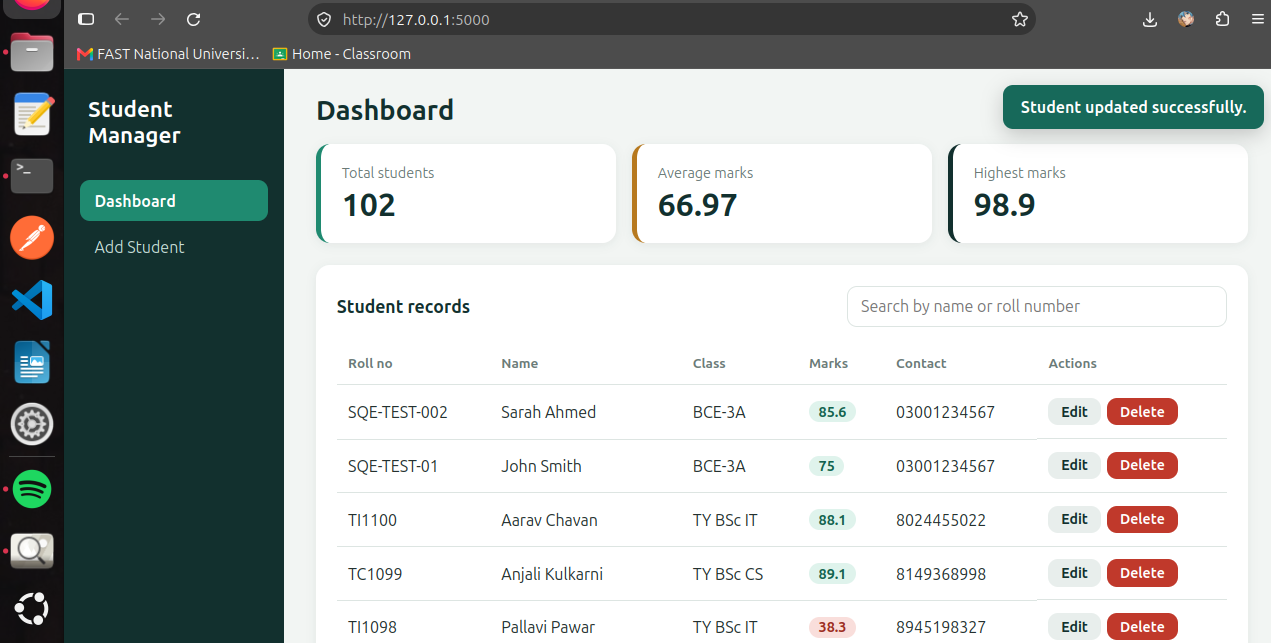 http://127.0.0.1:5000
FAST National Universi… Home - Classroom
Student
Manager
Dashboard
Add Student
Dashboard
Student updated successfully.
Total students
102
Average marks
66.97
Highest marks
98.9
Student records
Search by name or roll number
Roll no Name Class Marks Contact Actions
SQE-TEST-002 Sarah Ahmed BCE-3A 85.6 03001234567 Edit Delete
SQE-TEST-01 John Smith BCE-3A 75 03001234567 Edit Delete
TI1100 Aarav Chavan TY BSc IT 88.1 8024455022 Edit Delete
TC1099 Anjali Kulkarni TY BSc CS 89.1 8149368998 Edit Delete
TI1098 Pallavi Pawar TY BSc IT 38.3 8945198327 Edit Delete